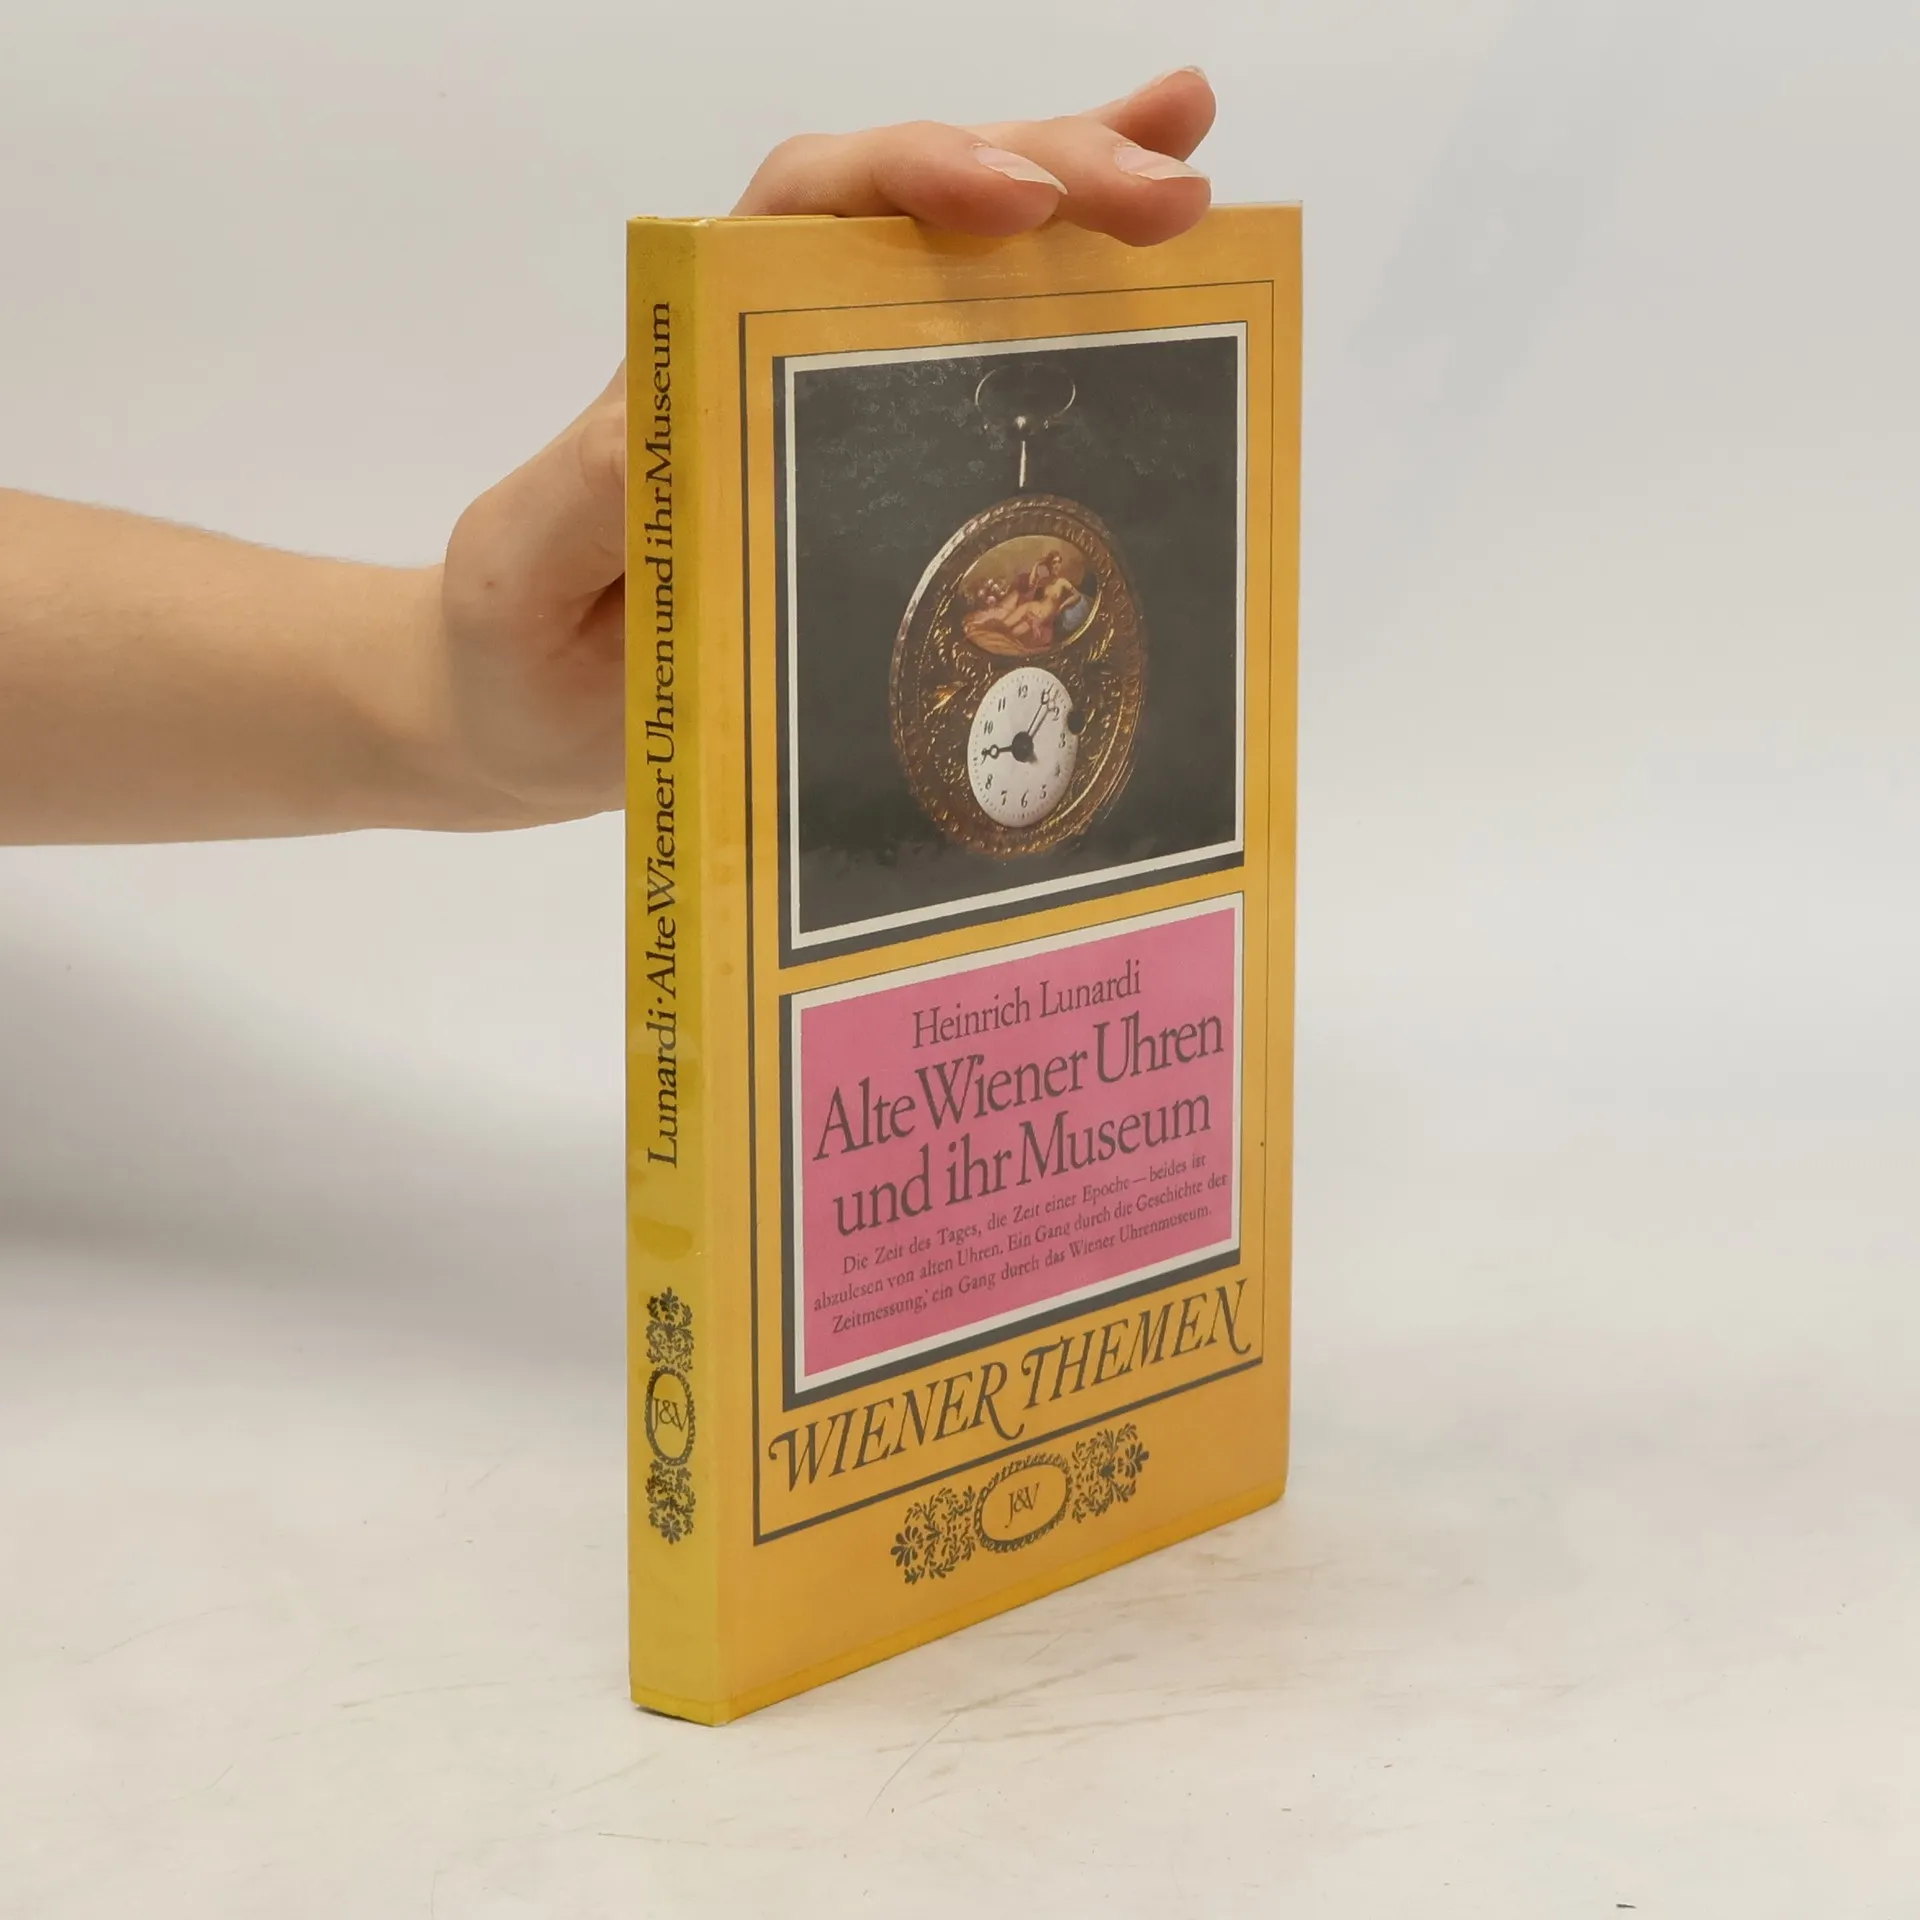 Lunardi · Alte Wiener Uhren und ihr Museum
J&V
Heinrich Lunardi
Alte Wiener Uhren
und ihr Museum
Die Zeit des Tages, die Zeit einer Epoche — beides ist
abzulesen von alten Uhren. Ein Gang durch die Geschichte der
Zeitmessung, ein Gang durch das Wiener Uhrenmuseum.
WIENER THEMEN
J&V